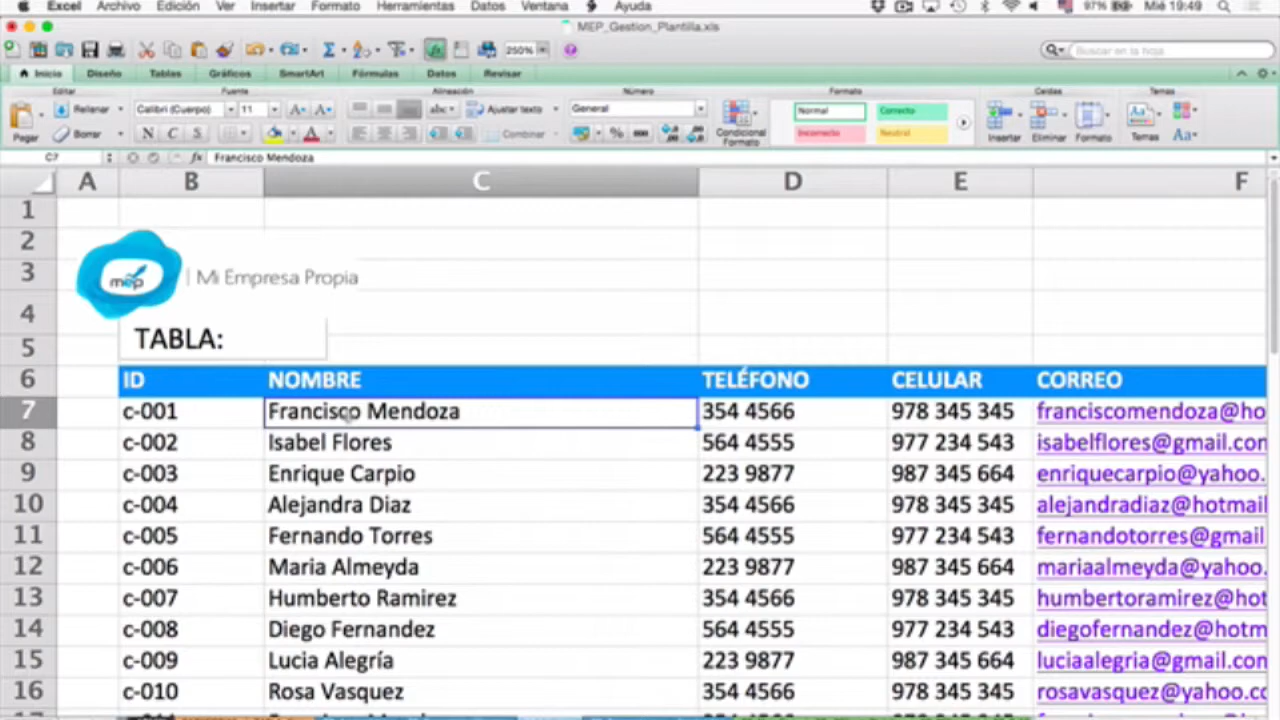 Excel Archivo Edición Ver Insertar Formato Herramientas Datos Ventana Ayuda 97% Mié 19:49
MEP_Gestion_Plantilla.xls
250% Buscar en la hoja
Inicio Diseño Tablas Gráficos SmartArt Fórmulas Datos Revisar
Editar Fuente Alineación Número Formato Celdas Temas
Rellenar Calibri (Cuerpo) 11 A A abc Ajustar texto General Normal Correcto
Pegar Borrar N C S A Combinar % 000 Condicional Formato Incorrecto Neutral Insertar Eliminar Formato Temas Aa
C7 fx Francisco Mendoza
A B C D E F
1
2
3 mep | Mi Empresa Propia
4
TABLA:
5
6 ID NOMBRE TELÉFONO CELULAR CORREO
7 c-001 Francisco Mendoza 354 4566 978 345 345 franciscomendoza@ho
8 c-002 Isabel Flores 564 4555 977 234 543 isabelflores@gmail.com
9 c-003 Enrique Carpio 223 9877 987 345 664 enriquecarpio@yahoo.
10 c-004 Alejandra Diaz 354 4566 978 345 345 alejandradiaz@hotmail
11 c-005 Fernando Torres 564 4555 977 234 543 fernandotorres@gmail
12 c-006 Maria Almeyda 223 9877 987 345 664 mariaalmeyda@yahoo.
13 c-007 Humberto Ramirez 354 4566 978 345 345 humbertoramirez@hot
14 c-008 Diego Fernandez 564 4555 977 234 543 diegofernandez@hotm
15 c-009 Lucia Alegría 223 9877 987 345 664 luciaalegria@gmail.com
16 c-010 Rosa Vasquez 354 4566 978 345 345 rosavasquez@yahoo.co